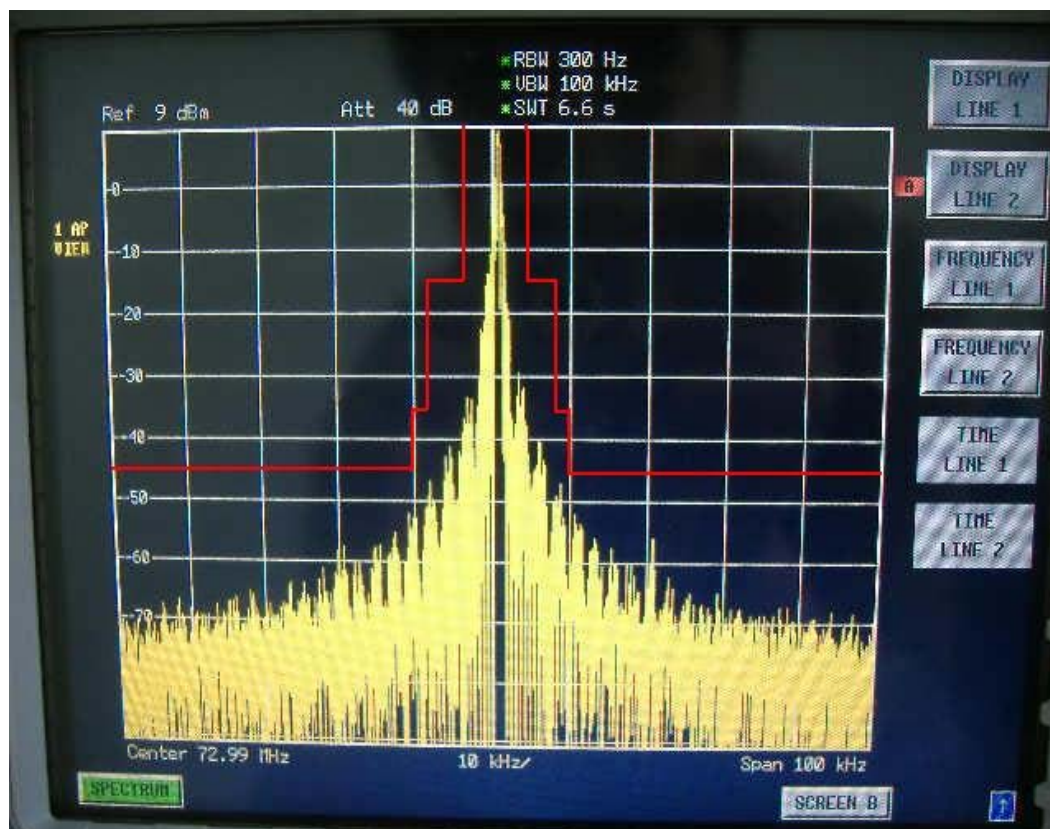 *RBW 300 Hz
*VBW 100 kHz
Ref 9 dBm Att 40 dB *SWT 6.6 s
DISPLAY
LINE 1
DISPLAY
LINE 2
FREQUENCY
LINE 1
FREQUENCY
LINE 2
TIME
LINE 1
TIME
LINE 2
A
1 AP
VIEW
0
-10
-20
-30
-40
-50
-60
-70
Center 72.99 MHz 10 kHz/ Span 100 kHz
SPECTRUM
SCREEN B